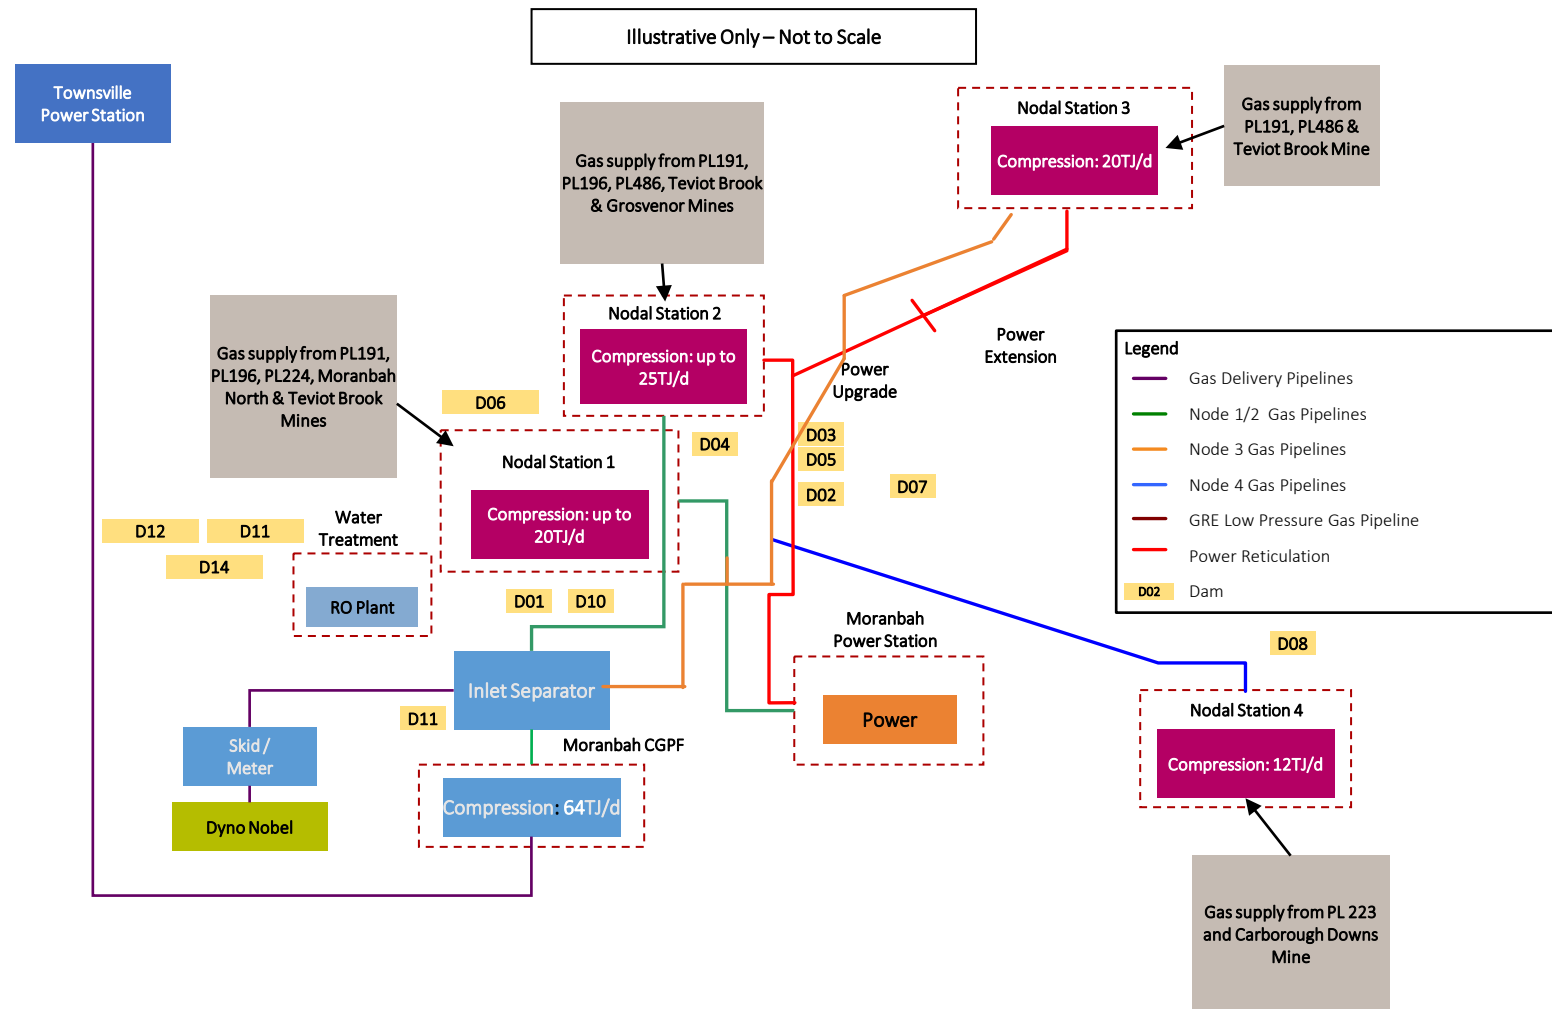 Illustrative Only – Not to Scale
Townsville
Power Station
Gas supply from PL191,
PL196, PL486, Teviot Brook
& Grosvenor Mines
Nodal Station 3
Compression: 20TJ/d
Gas supply from
PL191, PL486 &
Teviot Brook Mine
Gas supply from PL191,
PL196, PL224, Moranbah
North & Teviot Brook
Mines
Nodal Station 2
Compression: up to
25TJ/d
Power
Extension
Power
Upgrade
Legend
Gas Delivery Pipelines
Node 1/2 Gas Pipelines
Node 3 Gas Pipelines
Node 4 Gas Pipelines
GRE Low Pressure Gas Pipeline
Power Reticulation
D02
Dam
D06
D04
D03
D05
D02
D07
Nodal Station 1
Compression: up to
20TJ/d
D12
D11
D14
Water
Treatment
RO Plant
D01
D10
Moranbah
Power Station
Power
D08
Inlet Separator
D11
Skid /
Meter
Dyno Nobel
Moranbah CGPF
Compression: 64TJ/d
Nodal Station 4
Compression: 12TJ/d
Gas supply from PL 223
and Carborough Downs
Mine